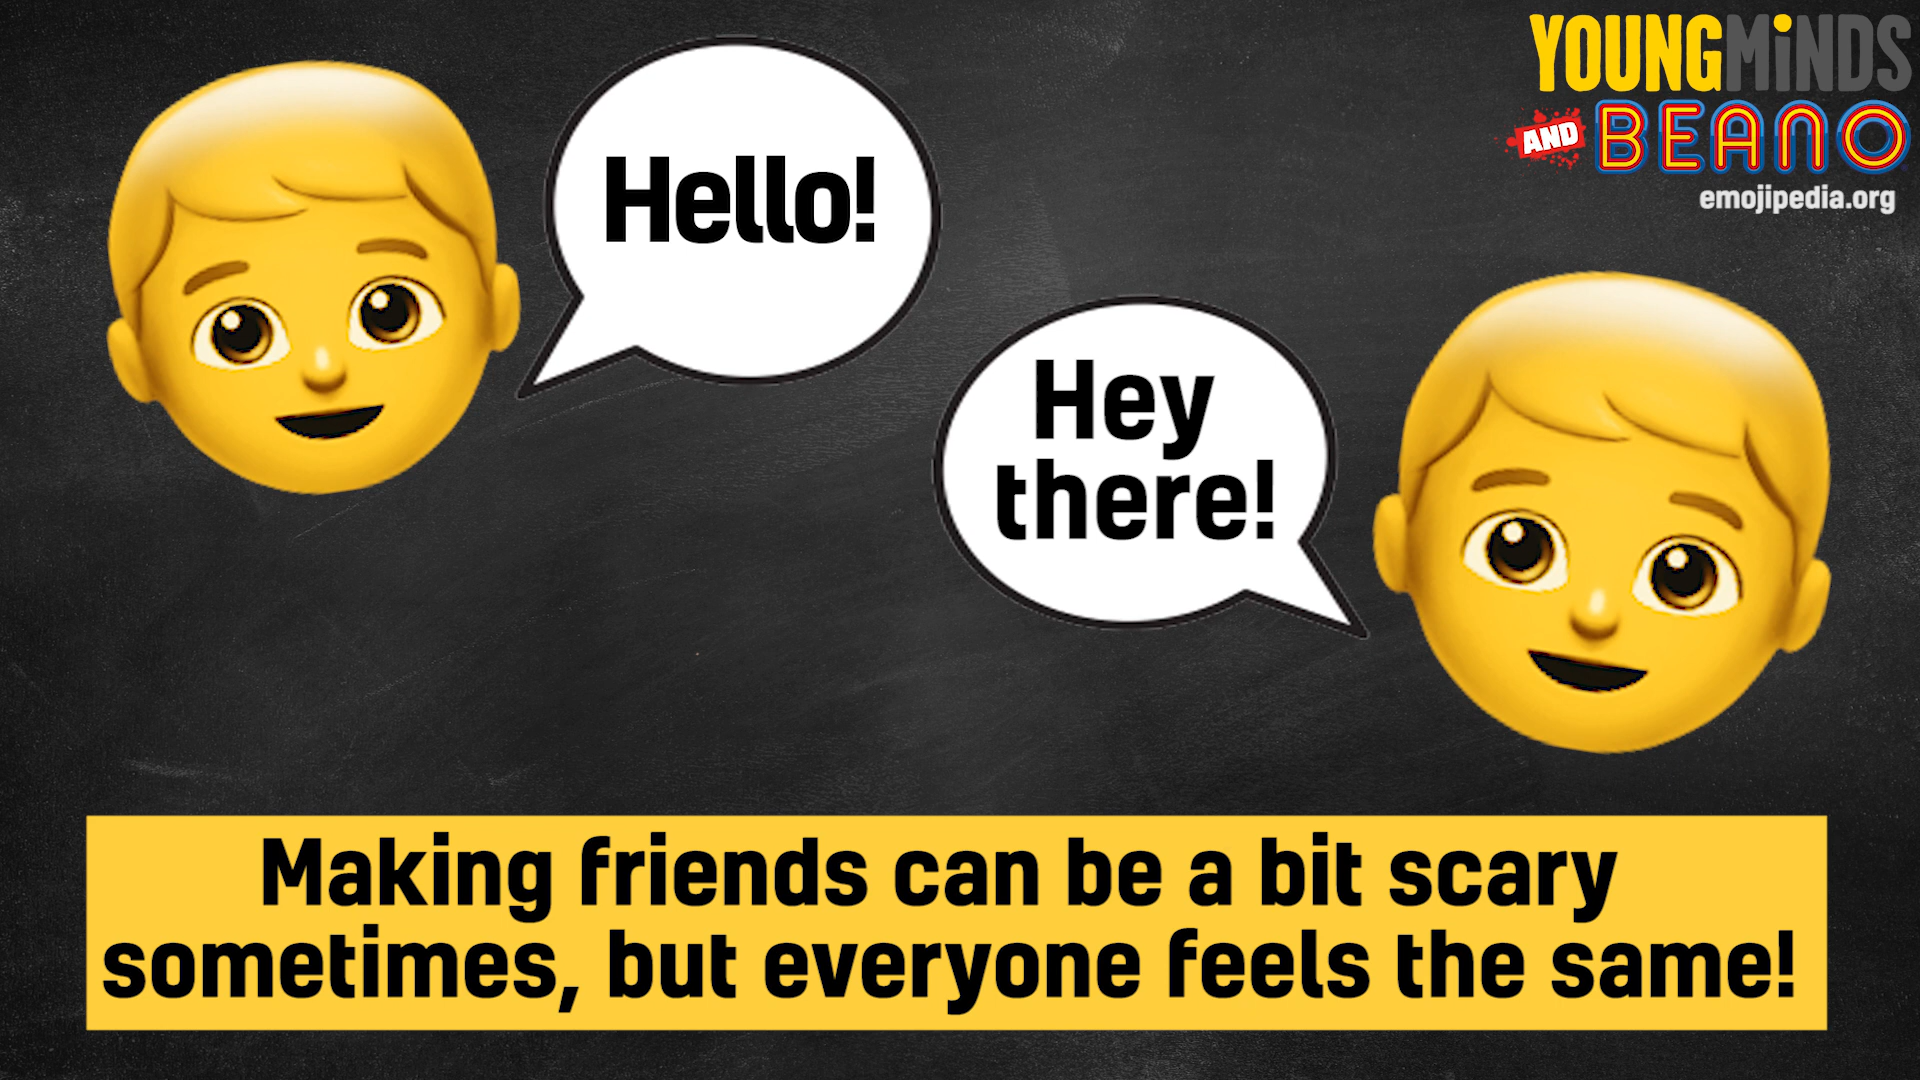 YOUNGMiNDS
AND BEANO
emojipedia.org
Hello!
Hey
there!
Making friends can be a bit scary
sometimes, but everyone feels the same!